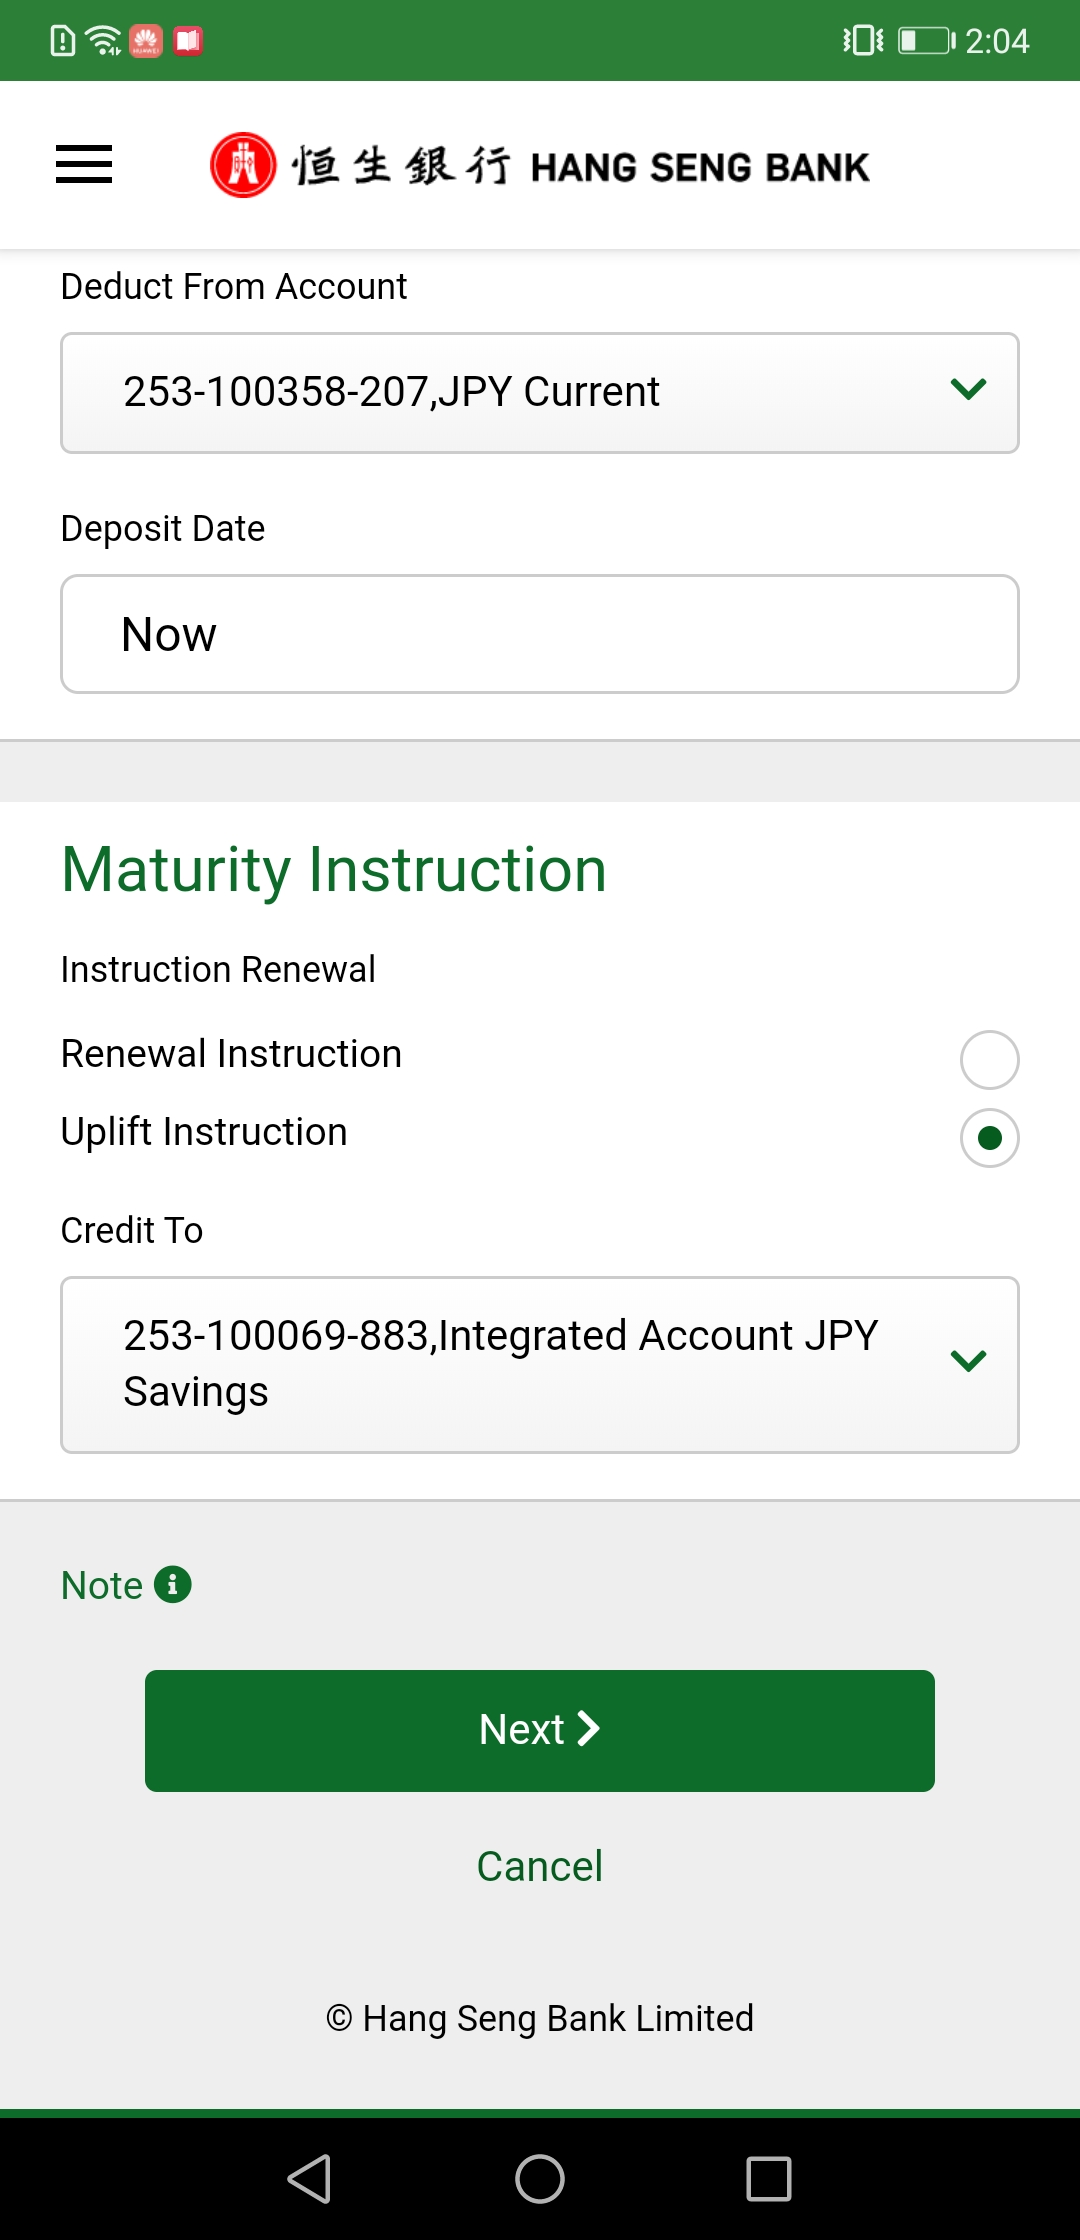 2:04
恒生銀行 HANG SENG BANK
Deduct From Account
253-100358-207,JPY Current
Deposit Date
Now
Maturity Instruction
Instruction Renewal
Renewal Instruction
Uplift Instruction
Credit To
253-100069-883,Integrated Account JPY
Savings
Note
Next
Cancel
© Hang Seng Bank Limited